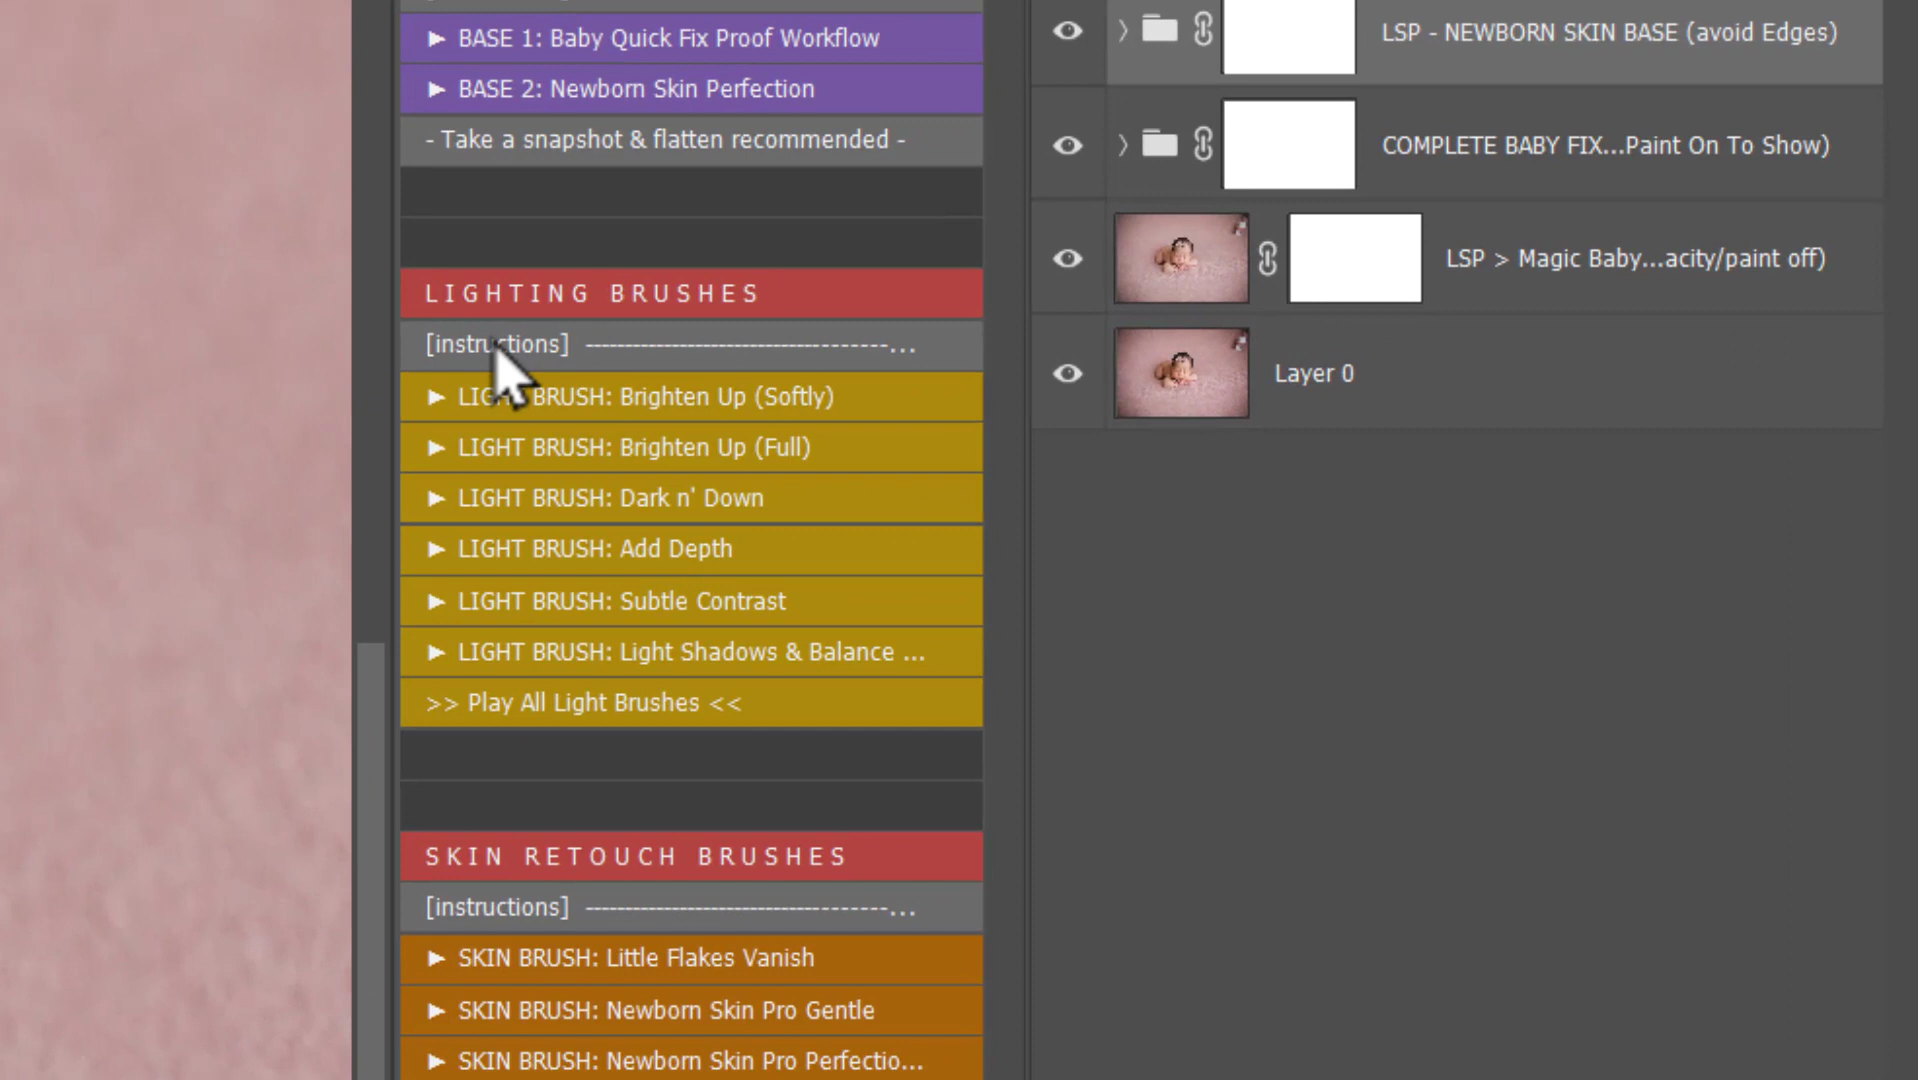 ► BASE 1: Baby Quick Fix Proof Workflow
► BASE 2: Newborn Skin Perfection
- Take a snapshot & flatten recommended -
LIGHTING BRUSHES
[instructions] ----------------------------------...
► LIGHT BRUSH: Brighten Up (Softly)
► LIGHT BRUSH: Brighten Up (Full)
► LIGHT BRUSH: Dark n' Down
► LIGHT BRUSH: Add Depth
► LIGHT BRUSH: Subtle Contrast
► LIGHT BRUSH: Light Shadows & Balance ...
>> Play All Light Brushes <<
SKIN RETOUCH BRUSHES
[instructions] ----------------------------------...
► SKIN BRUSH: Little Flakes Vanish
► SKIN BRUSH: Newborn Skin Pro Gentle
► SKIN BRUSH: Newborn Skin Pro Perfectio...
LSP - NEWBORN SKIN BASE (avoid Edges)
COMPLETE BABY FIX...Paint On To Show)
LSP > Magic Baby...acity/paint off)
Layer 0